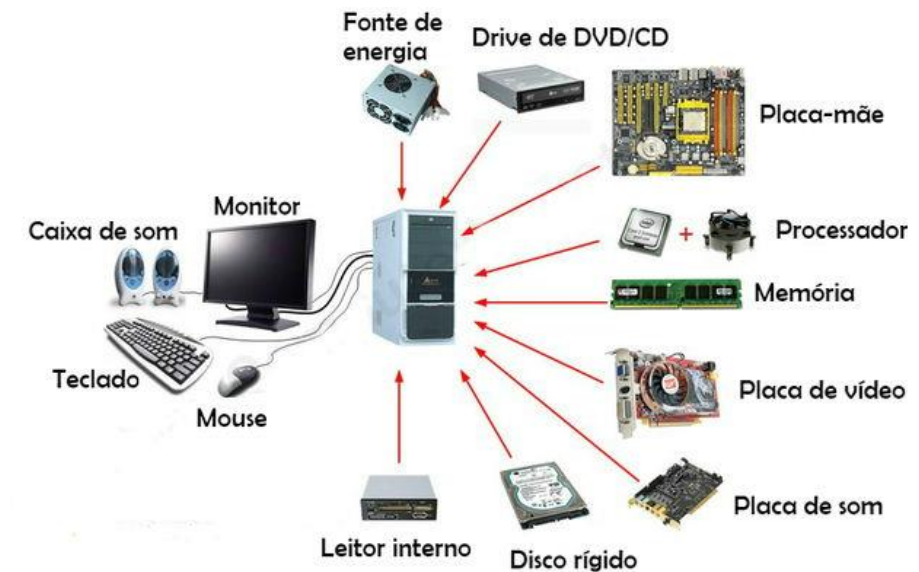 Fonte de
energia
Drive de DVD/CD
Placa-mãe
Monitor
Caixa de som
+ Processador
Memória
Teclado
Mouse
Placa de vídeo
Placa de som
Leitor interno
Disco rígido